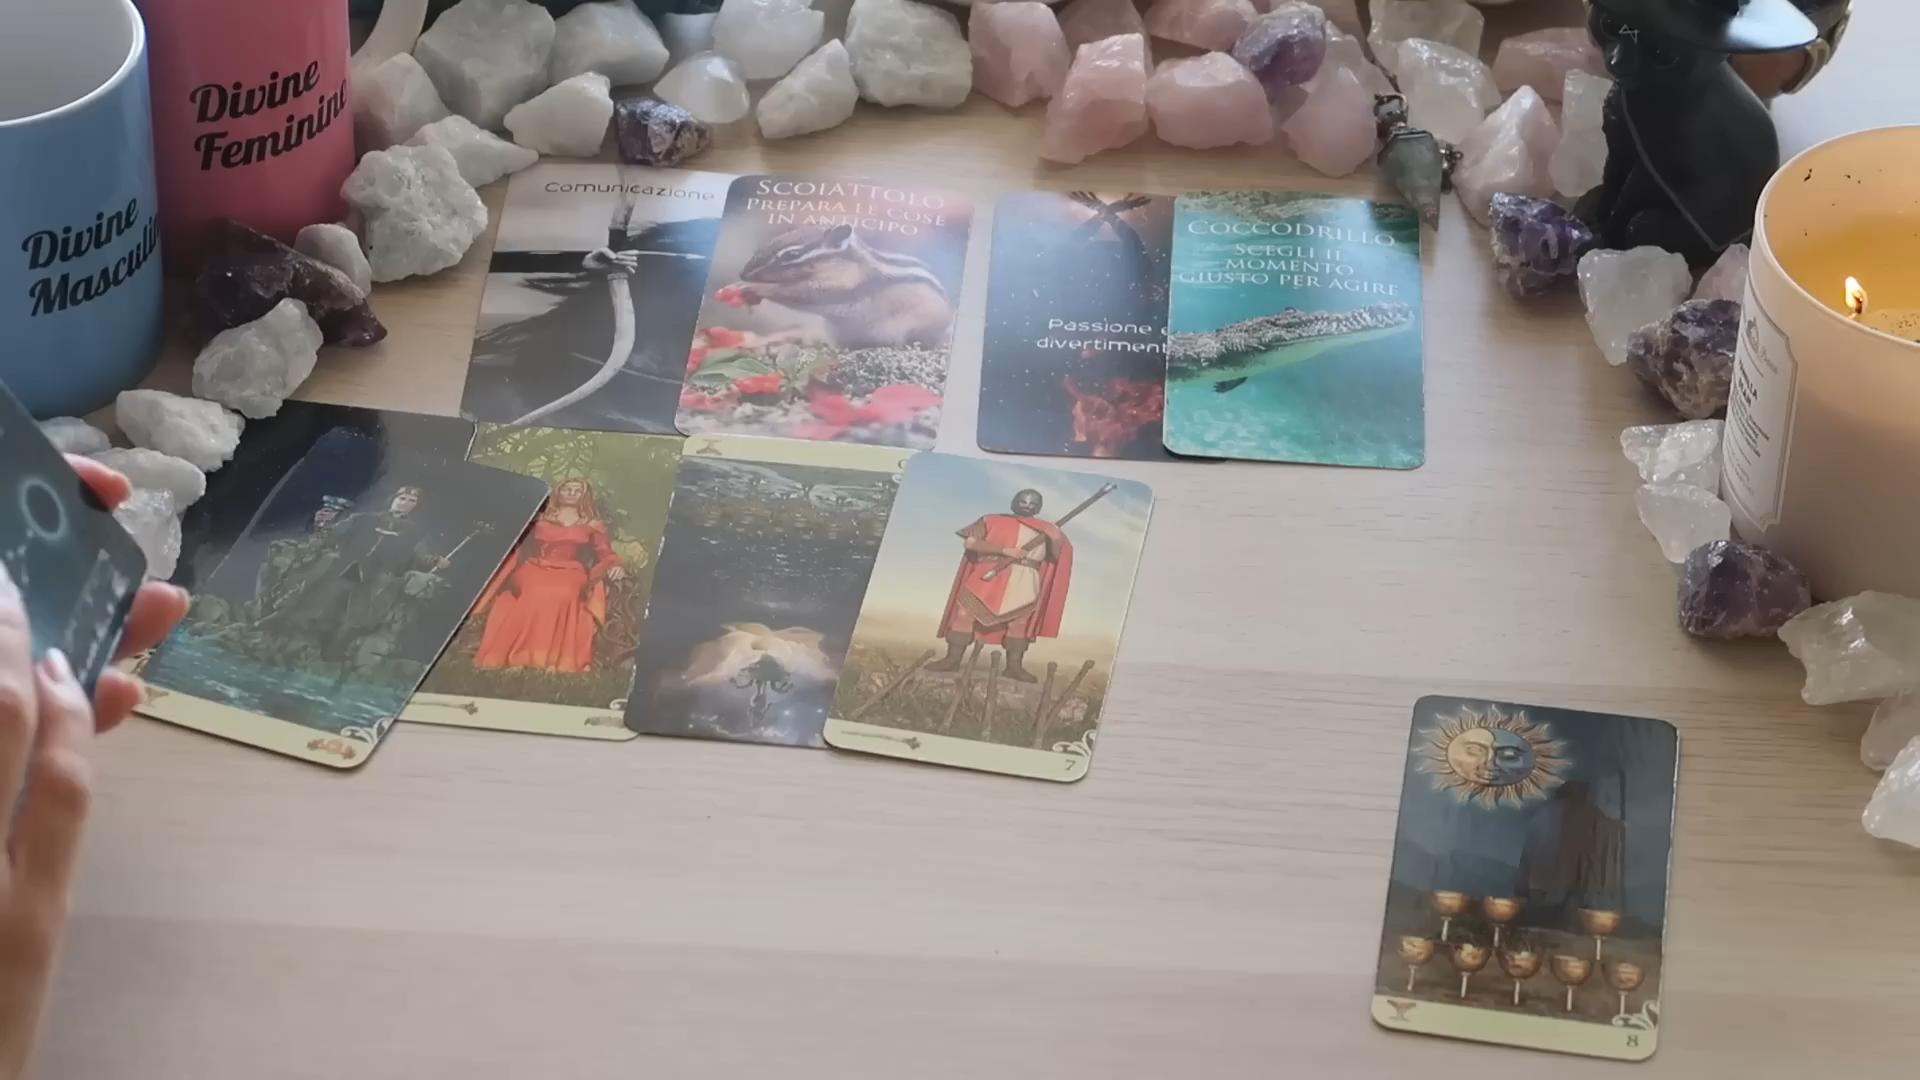 Divine
Feminine
Divine
Masculin
Comunicazione
SCOIATTOLO
PREPARA LE COSE
IN ANTICIPO
Passione e
divertiment
COCCODRILLO
SCEGLI IL
MOMENTO
GIUSTO PER AGIRE
7
8